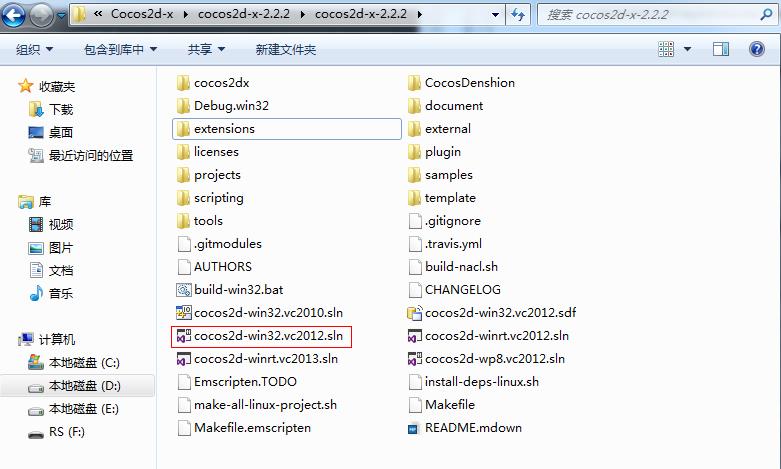 « Cocos2d-x ▸ cocos2d-x-2.2.2 ▸ cocos2d-x-2.2.2 ▸
搜索 cocos2d-x-2.2.2
组织 包含到库中 共享 新建文件夹
收藏夹
下载
桌面
最近访问的位置
库
视频
图片
文档
音乐
计算机
本地磁盘 (C:)
本地磁盘 (D:)
本地磁盘 (E:)
RS (F:)
cocos2dx CocosDenshion
Debug.win32 document
extensions external
licenses plugin
projects samples
scripting template
tools .gitignore
.gitmodules .travis.yml
AUTHORS build-nacl.sh
build-win32.bat CHANGELOG
cocos2d-win32.vc2010.sln cocos2d-win32.vc2012.sdf
cocos2d-win32.vc2012.sln cocos2d-winrt.vc2012.sln
cocos2d-winrt.vc2013.sln cocos2d-wp8.vc2012.sln
Emscripten.TODO install-deps-linux.sh
make-all-linux-project.sh Makefile
Makefile.emscripten README.mdown